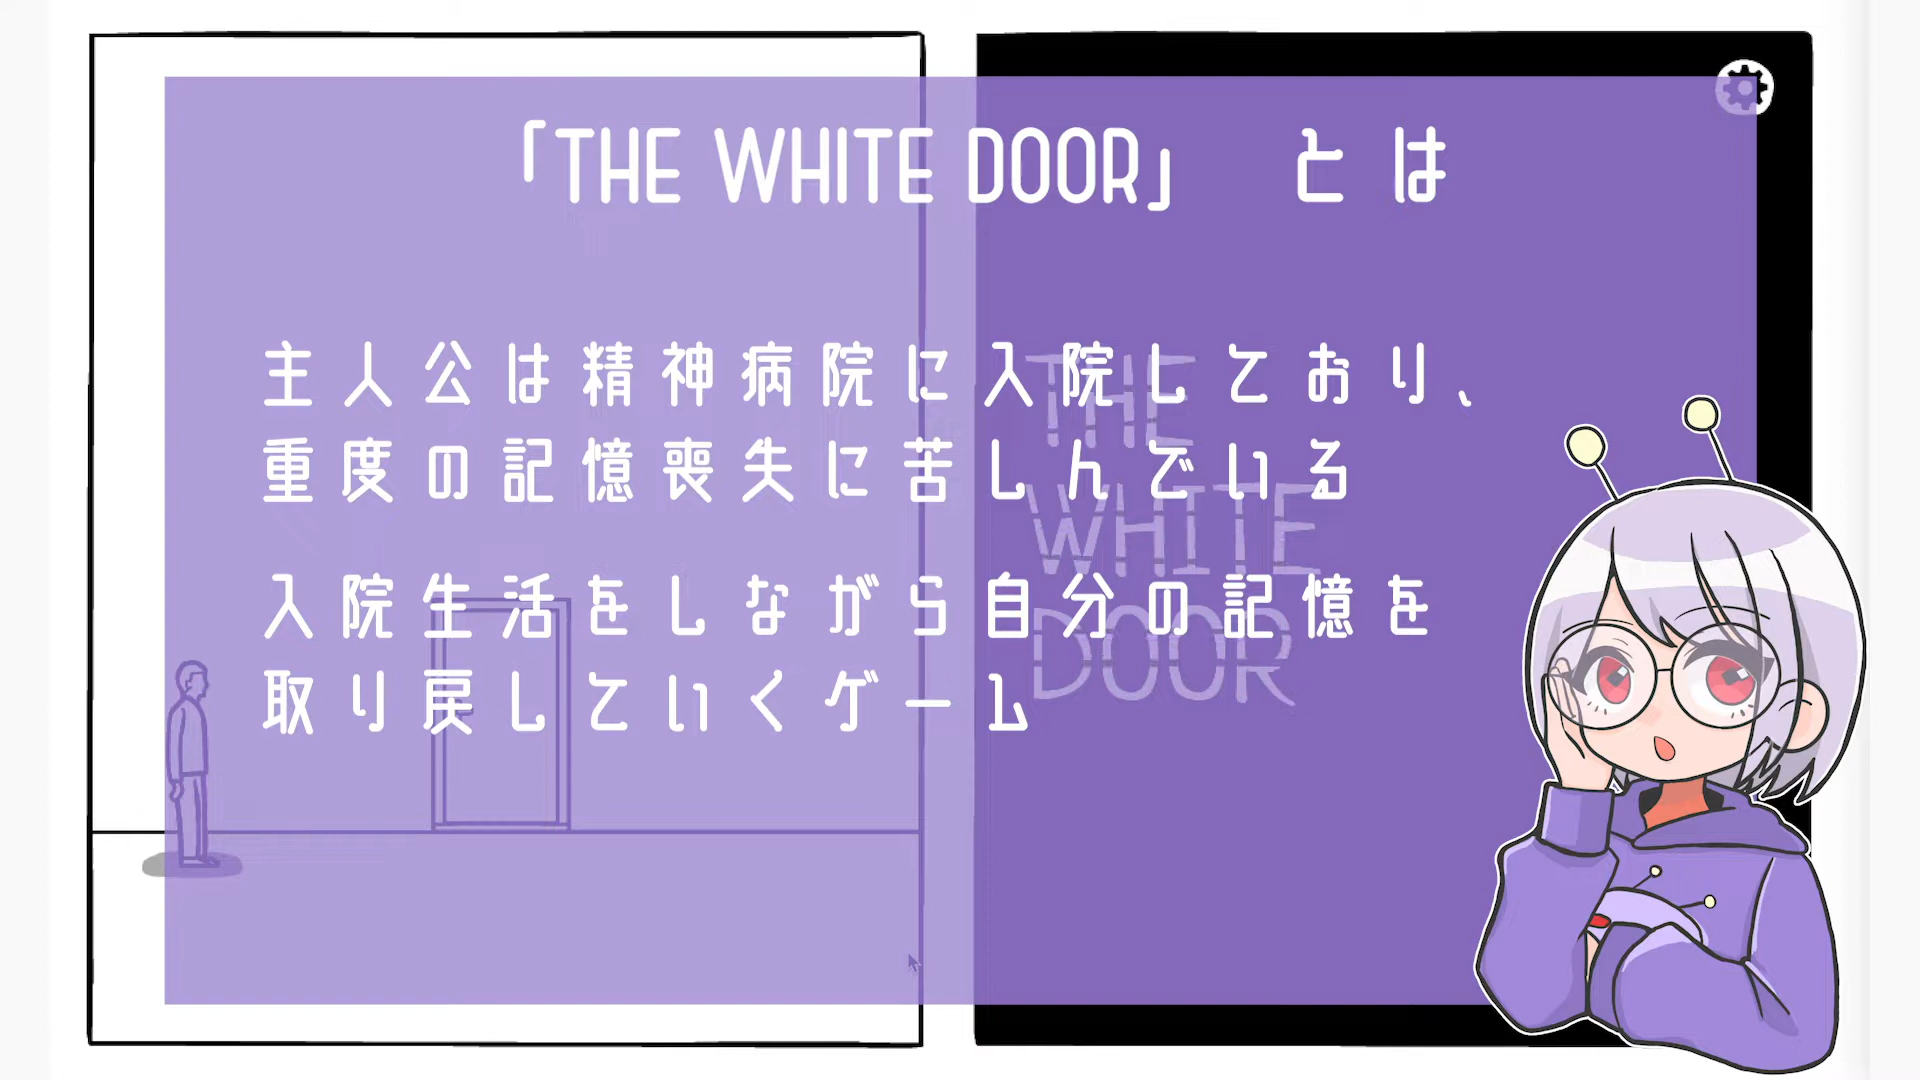 「THE WHITE DOOR」 とは
主人公は精神病院に入院しており、
重度の記憶喪失に苦しんでいる
入院生活をしながら自分の記憶を
取り戻していくゲーム
THE
WHITE
DOOR